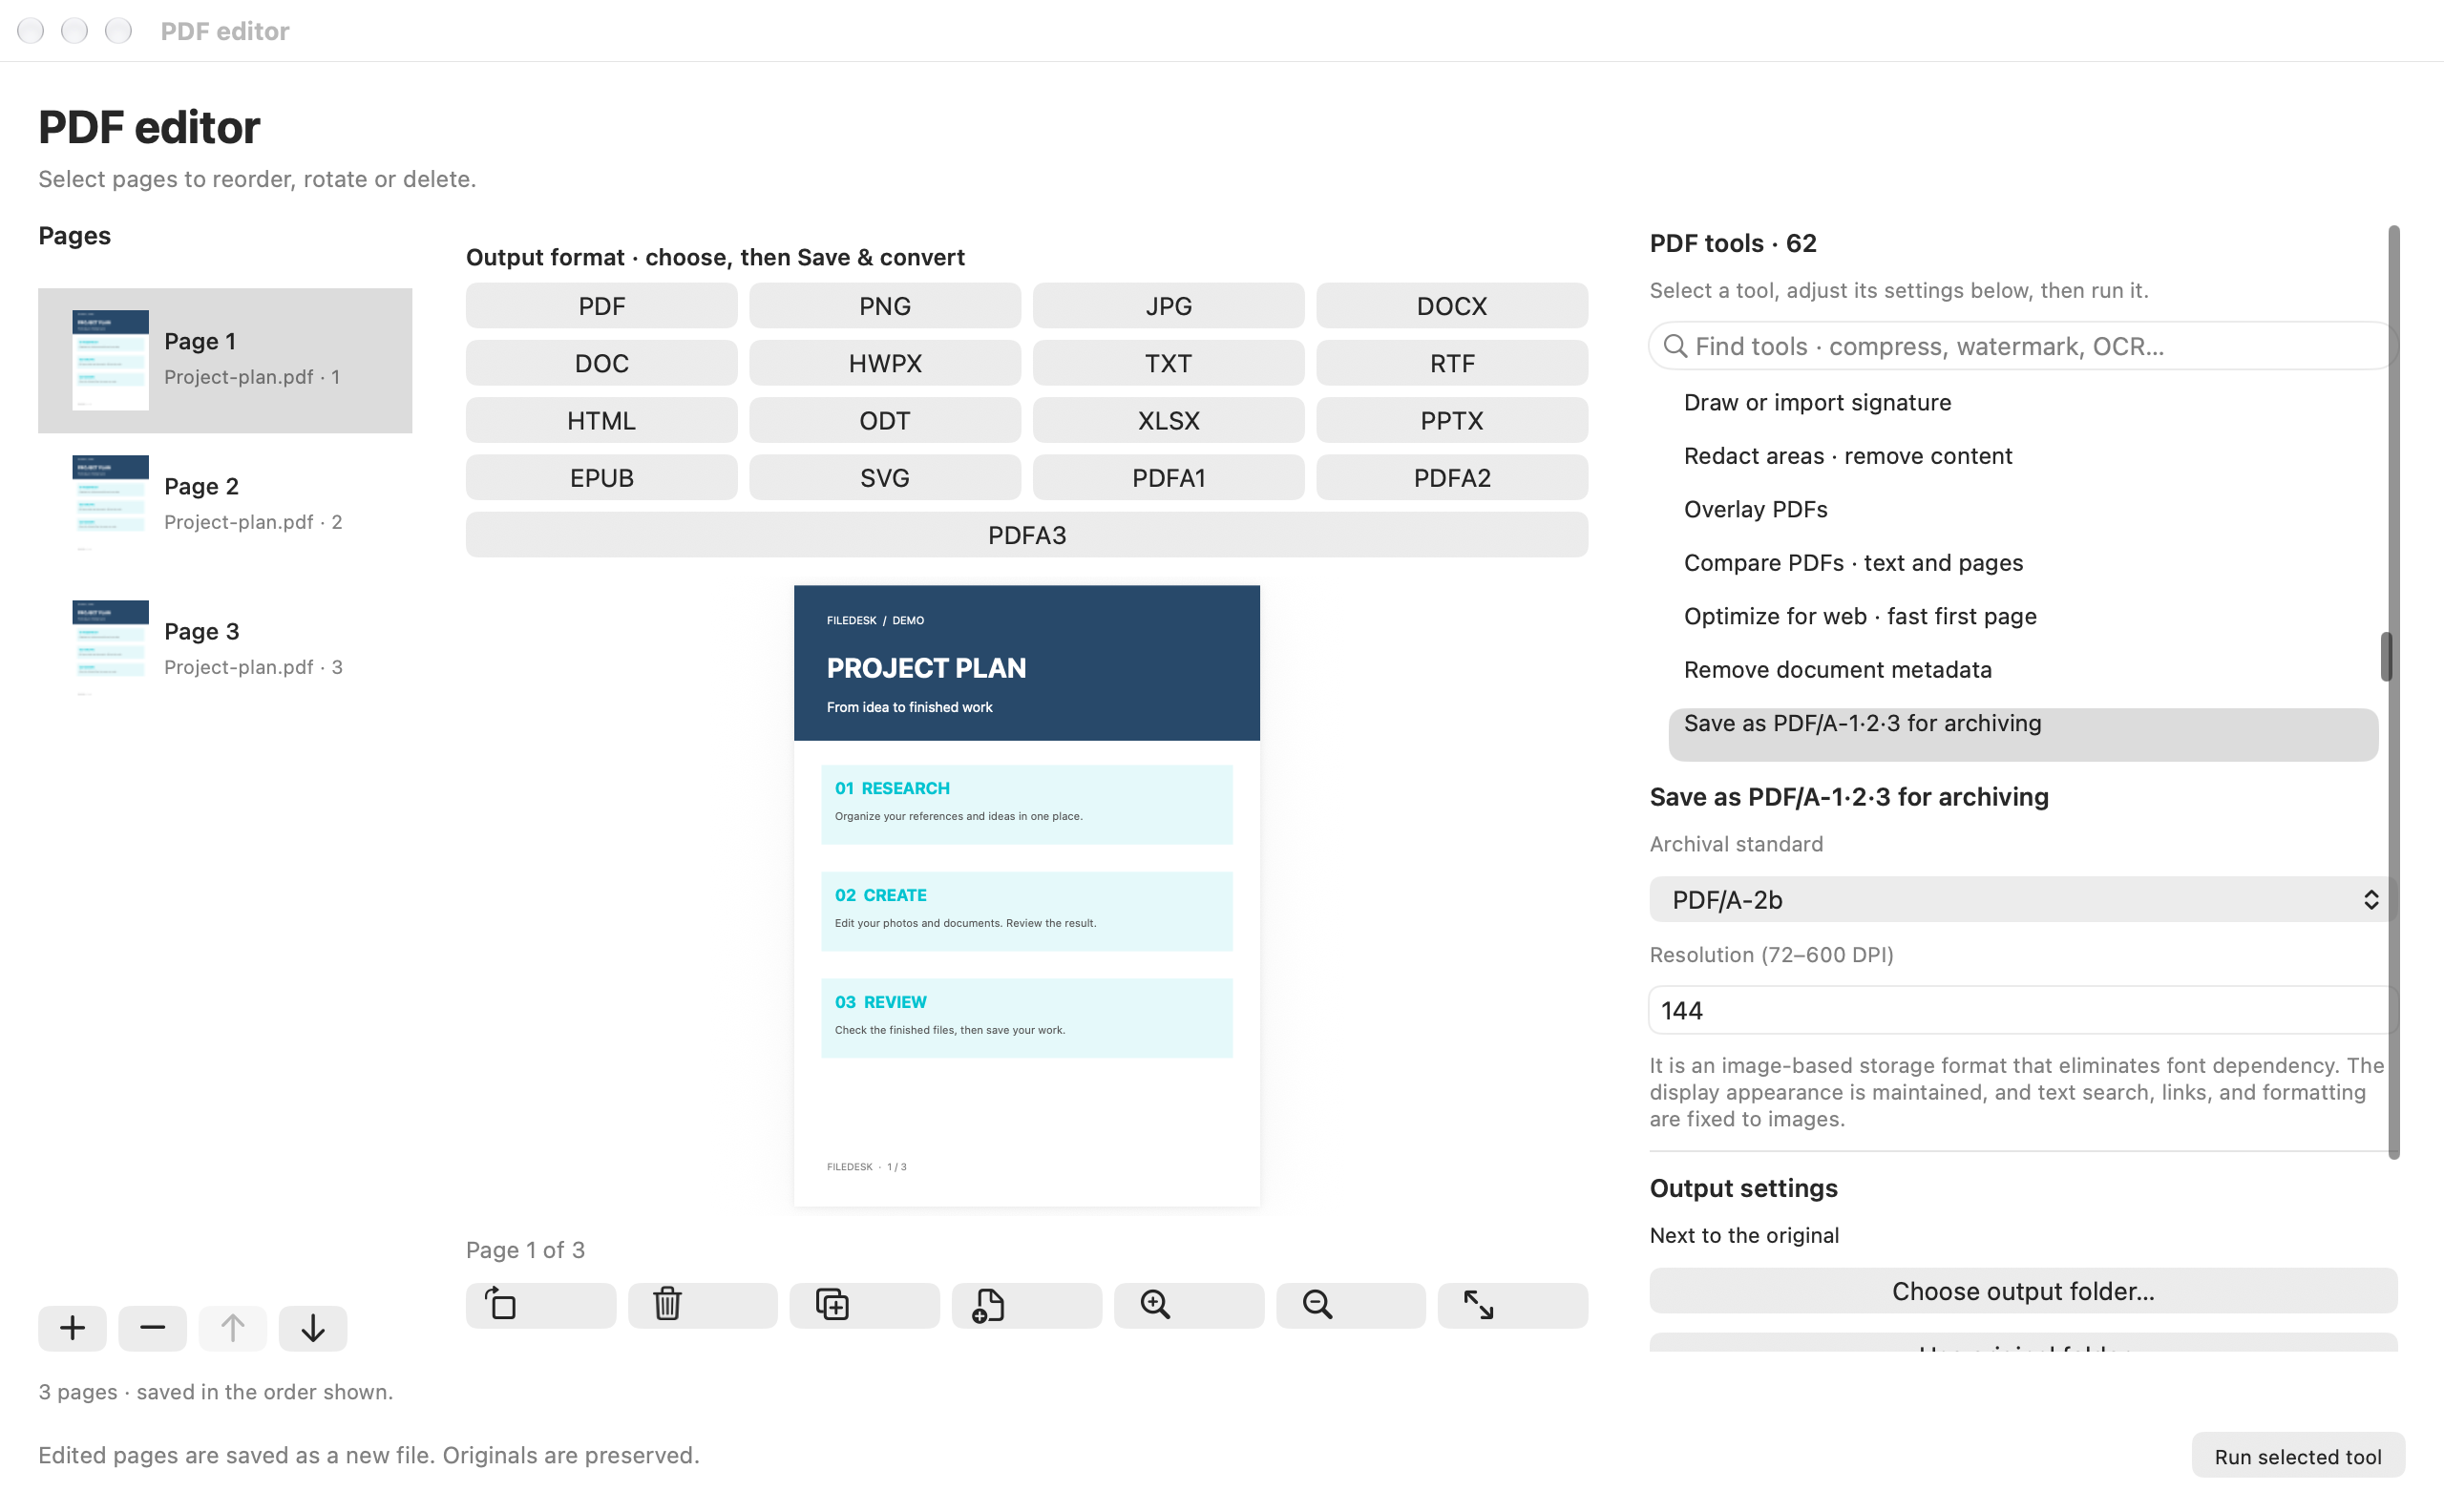 PDF editor
PDF editor
Select pages to reorder, rotate or delete.
Pages
Page 1
Project-plan.pdf · 1
Page 2
Project-plan.pdf · 2
Page 3
Project-plan.pdf · 3
3 pages · saved in the order shown.
Output format · choose, then Save & convert
PDF PNG JPG DOCX
DOC HWPX TXT RTF
HTML ODT XLSX PPTX
EPUB SVG PDFA1 PDFA2
PDFA3
FILEDESK / DEMO
PROJECT PLAN
From idea to finished work
01 RESEARCH
Organize your references and ideas in one place.
02 CREATE
Edit your photos and documents. Review the result.
03 REVIEW
Check the finished files, then save your work.
FILEDESK · 1 / 3
Page 1 of 3
PDF tools · 62
Select a tool, adjust its settings below, then run it.
Find tools · compress, watermark, OCR...
Draw or import signature
Redact areas · remove content
Overlay PDFs
Compare PDFs · text and pages
Optimize for web · fast first page
Remove document metadata
Save as PDF/A-1·2·3 for archiving
Save as PDF/A-1·2·3 for archiving
Archival standard
PDF/A-2b
Resolution (72–600 DPI)
144
It is an image-based storage format that eliminates font dependency. The
display appearance is maintained, and text search, links, and formatting
are fixed to images.
Output settings
Next to the original
Choose output folder...
Edited pages are saved as a new file. Originals are preserved.
Run selected tool